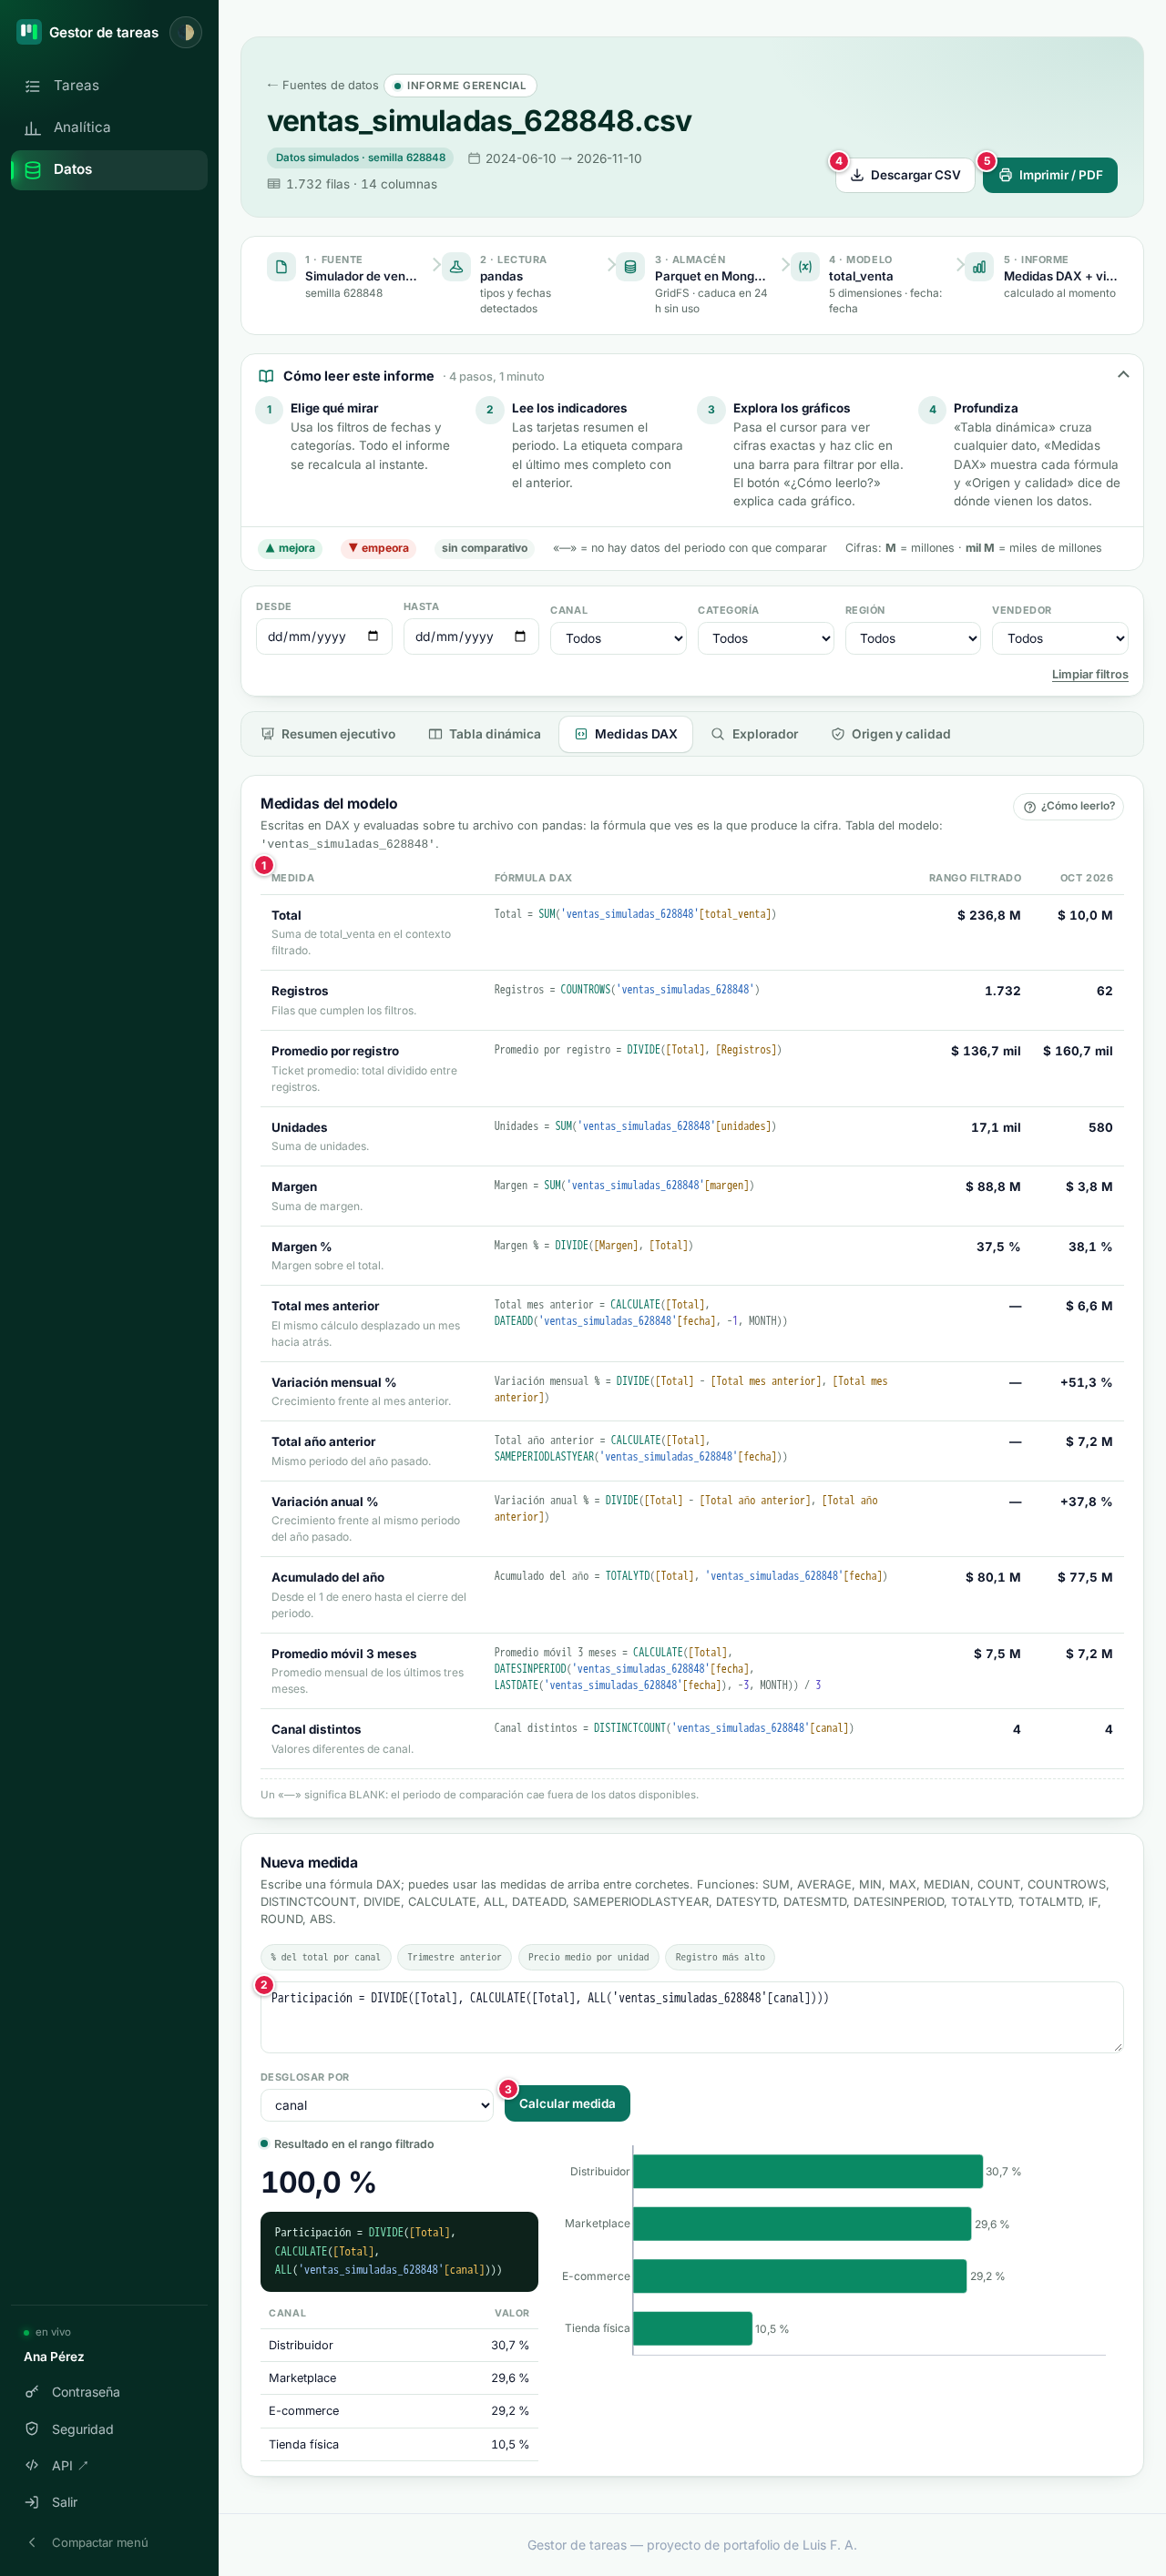 Gestor de tareas
Tareas
Analítica
Datos
← Fuentes de datos
INFORME GERENCIAL
ventas_simuladas_628848.csv
Datos simulados · semilla 628848
2024-06-10 → 2026-11-10
1.732 filas · 14 columnas
4
Descargar CSV
5
Imprimir / PDF
1 · FUENTE
Simulador de ven...
semilla 628848
2 · LECTURA
pandas
tipos y fechas
detectados
3 · ALMACÉN
Parquet en Mong...
GridFS · caduca en 24
h sin uso
4 · MODELO
total_venta
5 dimensiones · fecha:
fecha
5 · INFORME
Medidas DAX + vi...
calculado al momento
Cómo leer este informe · 4 pasos, 1 minuto
1
Elige qué mirar
Usa los filtros de fechas y
categorías. Todo el informe
se recalcula al instante.
2
Lee los indicadores
Las tarjetas resumen el
periodo. La etiqueta compara
el último mes completo con
el anterior.
3
Explora los gráficos
Pasa el cursor para ver
cifras exactas y haz clic en
una barra para filtrar por ella.
El botón «¿Cómo leerlo?»
explica cada gráfico.
4
Profundiza
«Tabla dinámica» cruza
cualquier dato, «Medidas
DAX» muestra cada fórmula
y «Origen y calidad» dice de
dónde vienen los datos.
▲ mejora
▼ empeora
sin comparativo
«—» = no hay datos del periodo con que comparar
Cifras: M = millones · mil M = miles de millones
DESDE
dd/mm/yyyy
HASTA
dd/mm/yyyy
CANAL
Todos
CATEGORÍA
Todos
REGIÓN
Todos
VENDEDOR
Todos
Limpiar filtros
Resumen ejecutivo
Tabla dinámica
Medidas DAX
Explorador
Origen y calidad
Medidas del modelo
¿Cómo leerlo?
Escritas en DAX y evaluadas sobre tu archivo con pandas: la fórmula que ves es la que produce la cifra. Tabla del modelo:
'ventas_simuladas_628848'.
1
MEDIDA FÓRMULA DAX RANGO FILTRADO OCT 2026
Total
Suma de total_venta en el contexto
filtrado.
Total = SUM('ventas_simuladas_628848'[total_venta])
$ 236,8 M
$ 10,0 M
Registros
Filas que cumplen los filtros.
Registros = COUNTROWS('ventas_simuladas_628848')
1.732
62
Promedio por registro
Ticket promedio: total dividido entre
registros.
Promedio por registro = DIVIDE([Total], [Registros])
$ 136,7 mil
$ 160,7 mil
Unidades
Suma de unidades.
Unidades = SUM('ventas_simuladas_628848'[unidades])
17,1 mil
580
Margen
Suma de margen.
Margen = SUM('ventas_simuladas_628848'[margen])
$ 88,8 M
$ 3,8 M
Margen %
Margen sobre el total.
Margen % = DIVIDE([Margen], [Total])
37,5 %
38,1 %
Total mes anterior
El mismo cálculo desplazado un mes
hacia atrás.
Total mes anterior = CALCULATE([Total],
DATEADD('ventas_simuladas_628848'[fecha], -1, MONTH))
—
$ 6,6 M
Variación mensual %
Crecimiento frente al mes anterior.
Variación mensual % = DIVIDE([Total] - [Total mes anterior], [Total mes
anterior])
—
+51,3 %
Total año anterior
Mismo periodo del año pasado.
Total año anterior = CALCULATE([Total],
SAMEPERIODLASTYEAR('ventas_simuladas_628848'[fecha]))
—
$ 7,2 M
Variación anual %
Crecimiento frente al mismo periodo
del año pasado.
Variación anual % = DIVIDE([Total] - [Total año anterior], [Total año
anterior])
—
+37,8 %
Acumulado del año
Desde el 1 de enero hasta el cierre del
periodo.
Acumulado del año = TOTALYTD([Total], 'ventas_simuladas_628848'[fecha])
$ 80,1 M
$ 77,5 M
Promedio móvil 3 meses
Promedio mensual de los últimos tres
meses.
Promedio móvil 3 meses = CALCULATE([Total],
DATESINPERIOD('ventas_simuladas_628848'[fecha],
LASTDATE('ventas_simuladas_628848'[fecha]), -3, MONTH)) / 3
$ 7,5 M
$ 7,2 M
Canal distintos
Valores diferentes de canal.
Canal distintos = DISTINCTCOUNT('ventas_simuladas_628848'[canal])
4
4
Un «—» significa BLANK: el periodo de comparación cae fuera de los datos disponibles.
Nueva medida
Escribe una fórmula DAX; puedes usar las medidas de arriba entre corchetes. Funciones: SUM, AVERAGE, MIN, MAX, MEDIAN, COUNT, COUNTROWS,
DISTINCTCOUNT, DIVIDE, CALCULATE, ALL, DATEADD, SAMEPERIODLASTYEAR, DATESYTD, DATESMTD, DATESINPERIOD, TOTALYTD, TOTALMTD, IF,
ROUND, ABS.
% del total por canal
Trimestre anterior
Precio medio por unidad
Registro más alto
2
Participación = DIVIDE([Total], CALCULATE([Total], ALL('ventas_simuladas_628848'[canal])))
DESGLOSAR POR
canal
3
Calcular medida
Resultado en el rango filtrado
100,0 %
Participación = DIVIDE([Total],
CALCULATE([Total],
ALL('ventas_simuladas_628848'[canal])))
CANAL VALOR
Distribuidor 30,7 %
Marketplace 29,6 %
E-commerce 29,2 %
Tienda física 10,5 %
Distribuidor 30,7 %
Marketplace 29,6 %
E-commerce 29,2 %
Tienda física 10,5 %
en vivo
Ana Pérez
Contraseña
Seguridad
API ↗
Salir
Compactar menú
Gestor de tareas — proyecto de portafolio de Luis F. A.